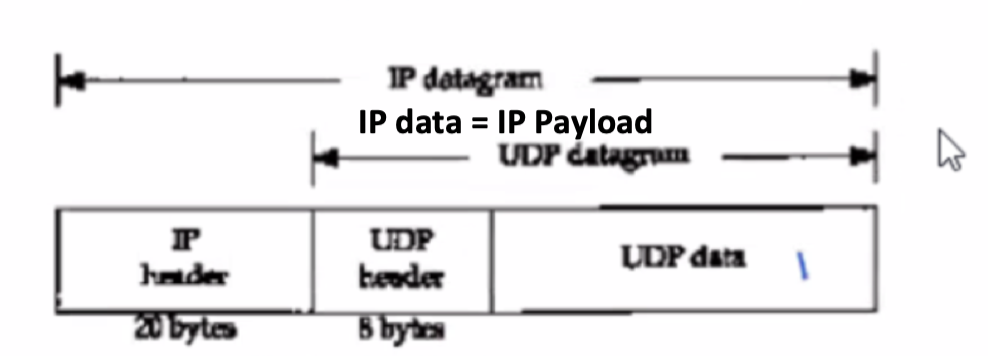 IP datagram
IP data = IP Payload
UDP datagram
IP
header
UDP
header
UDP data
20 bytes
8 bytes